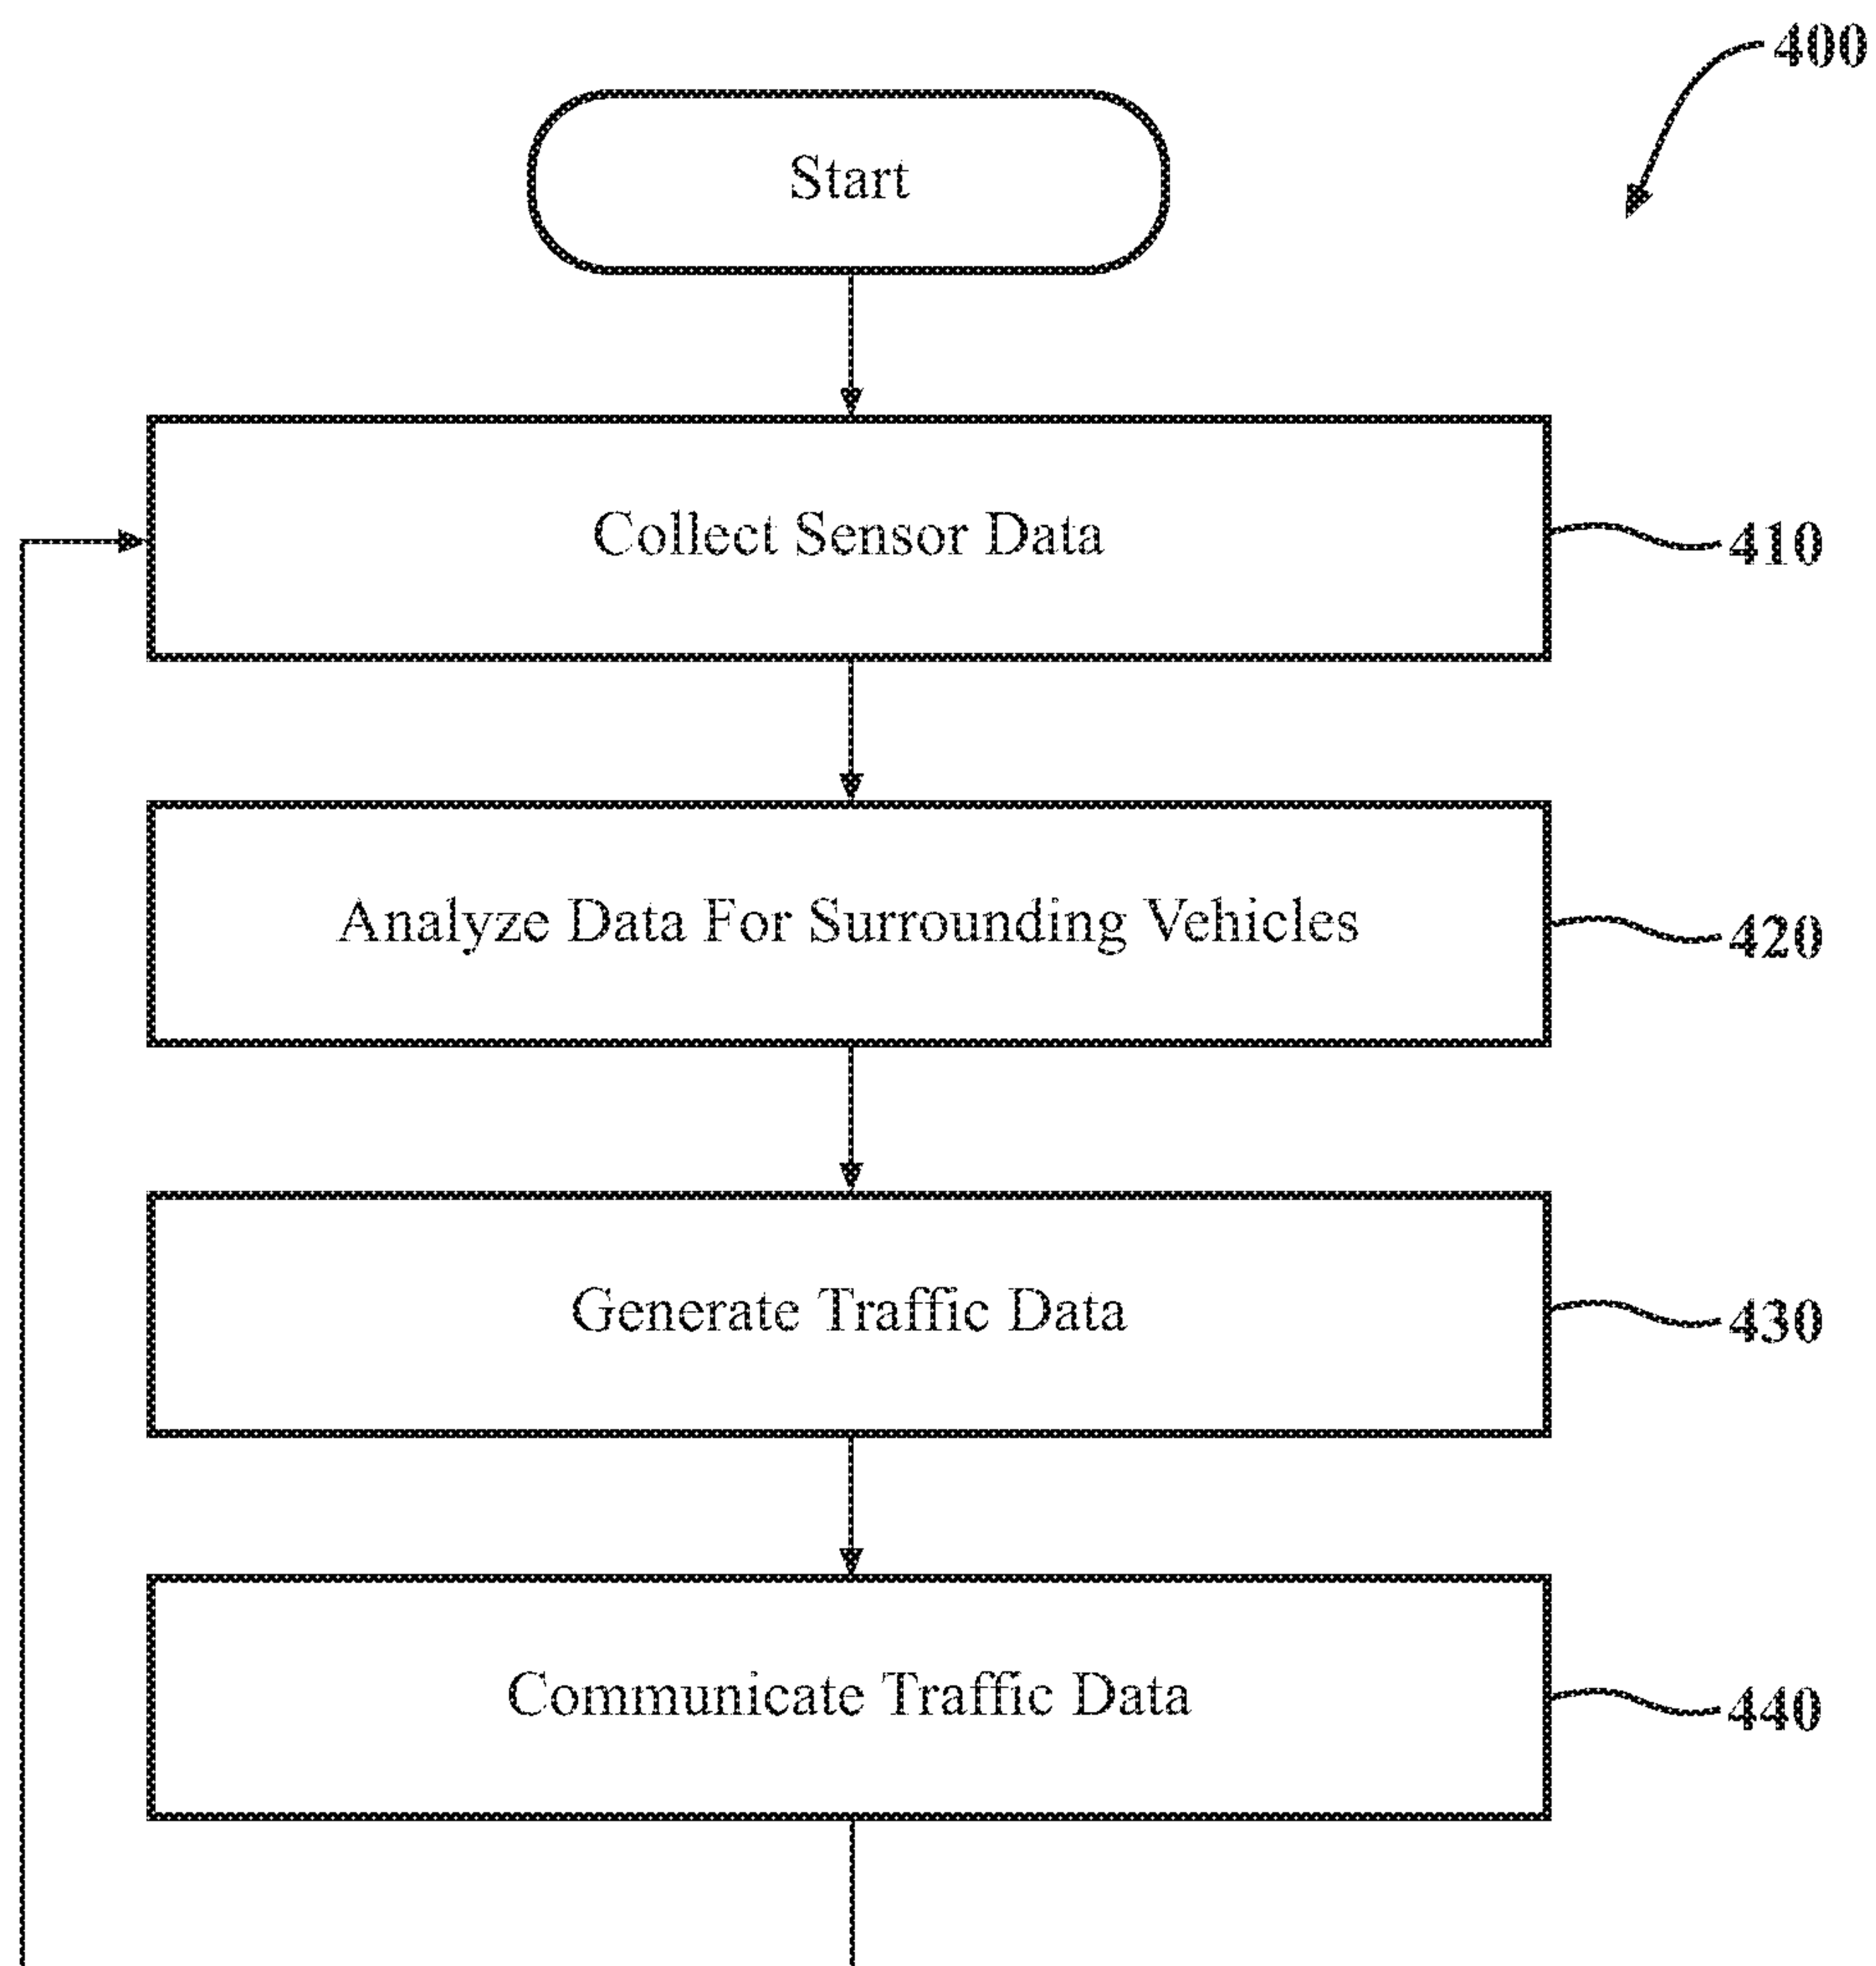 400
Start
Collect Sensor Data
410
Analyze Data For Surrounding Vehicles
420
Generate Traffic Data
430
Communicate Traffic Data
440